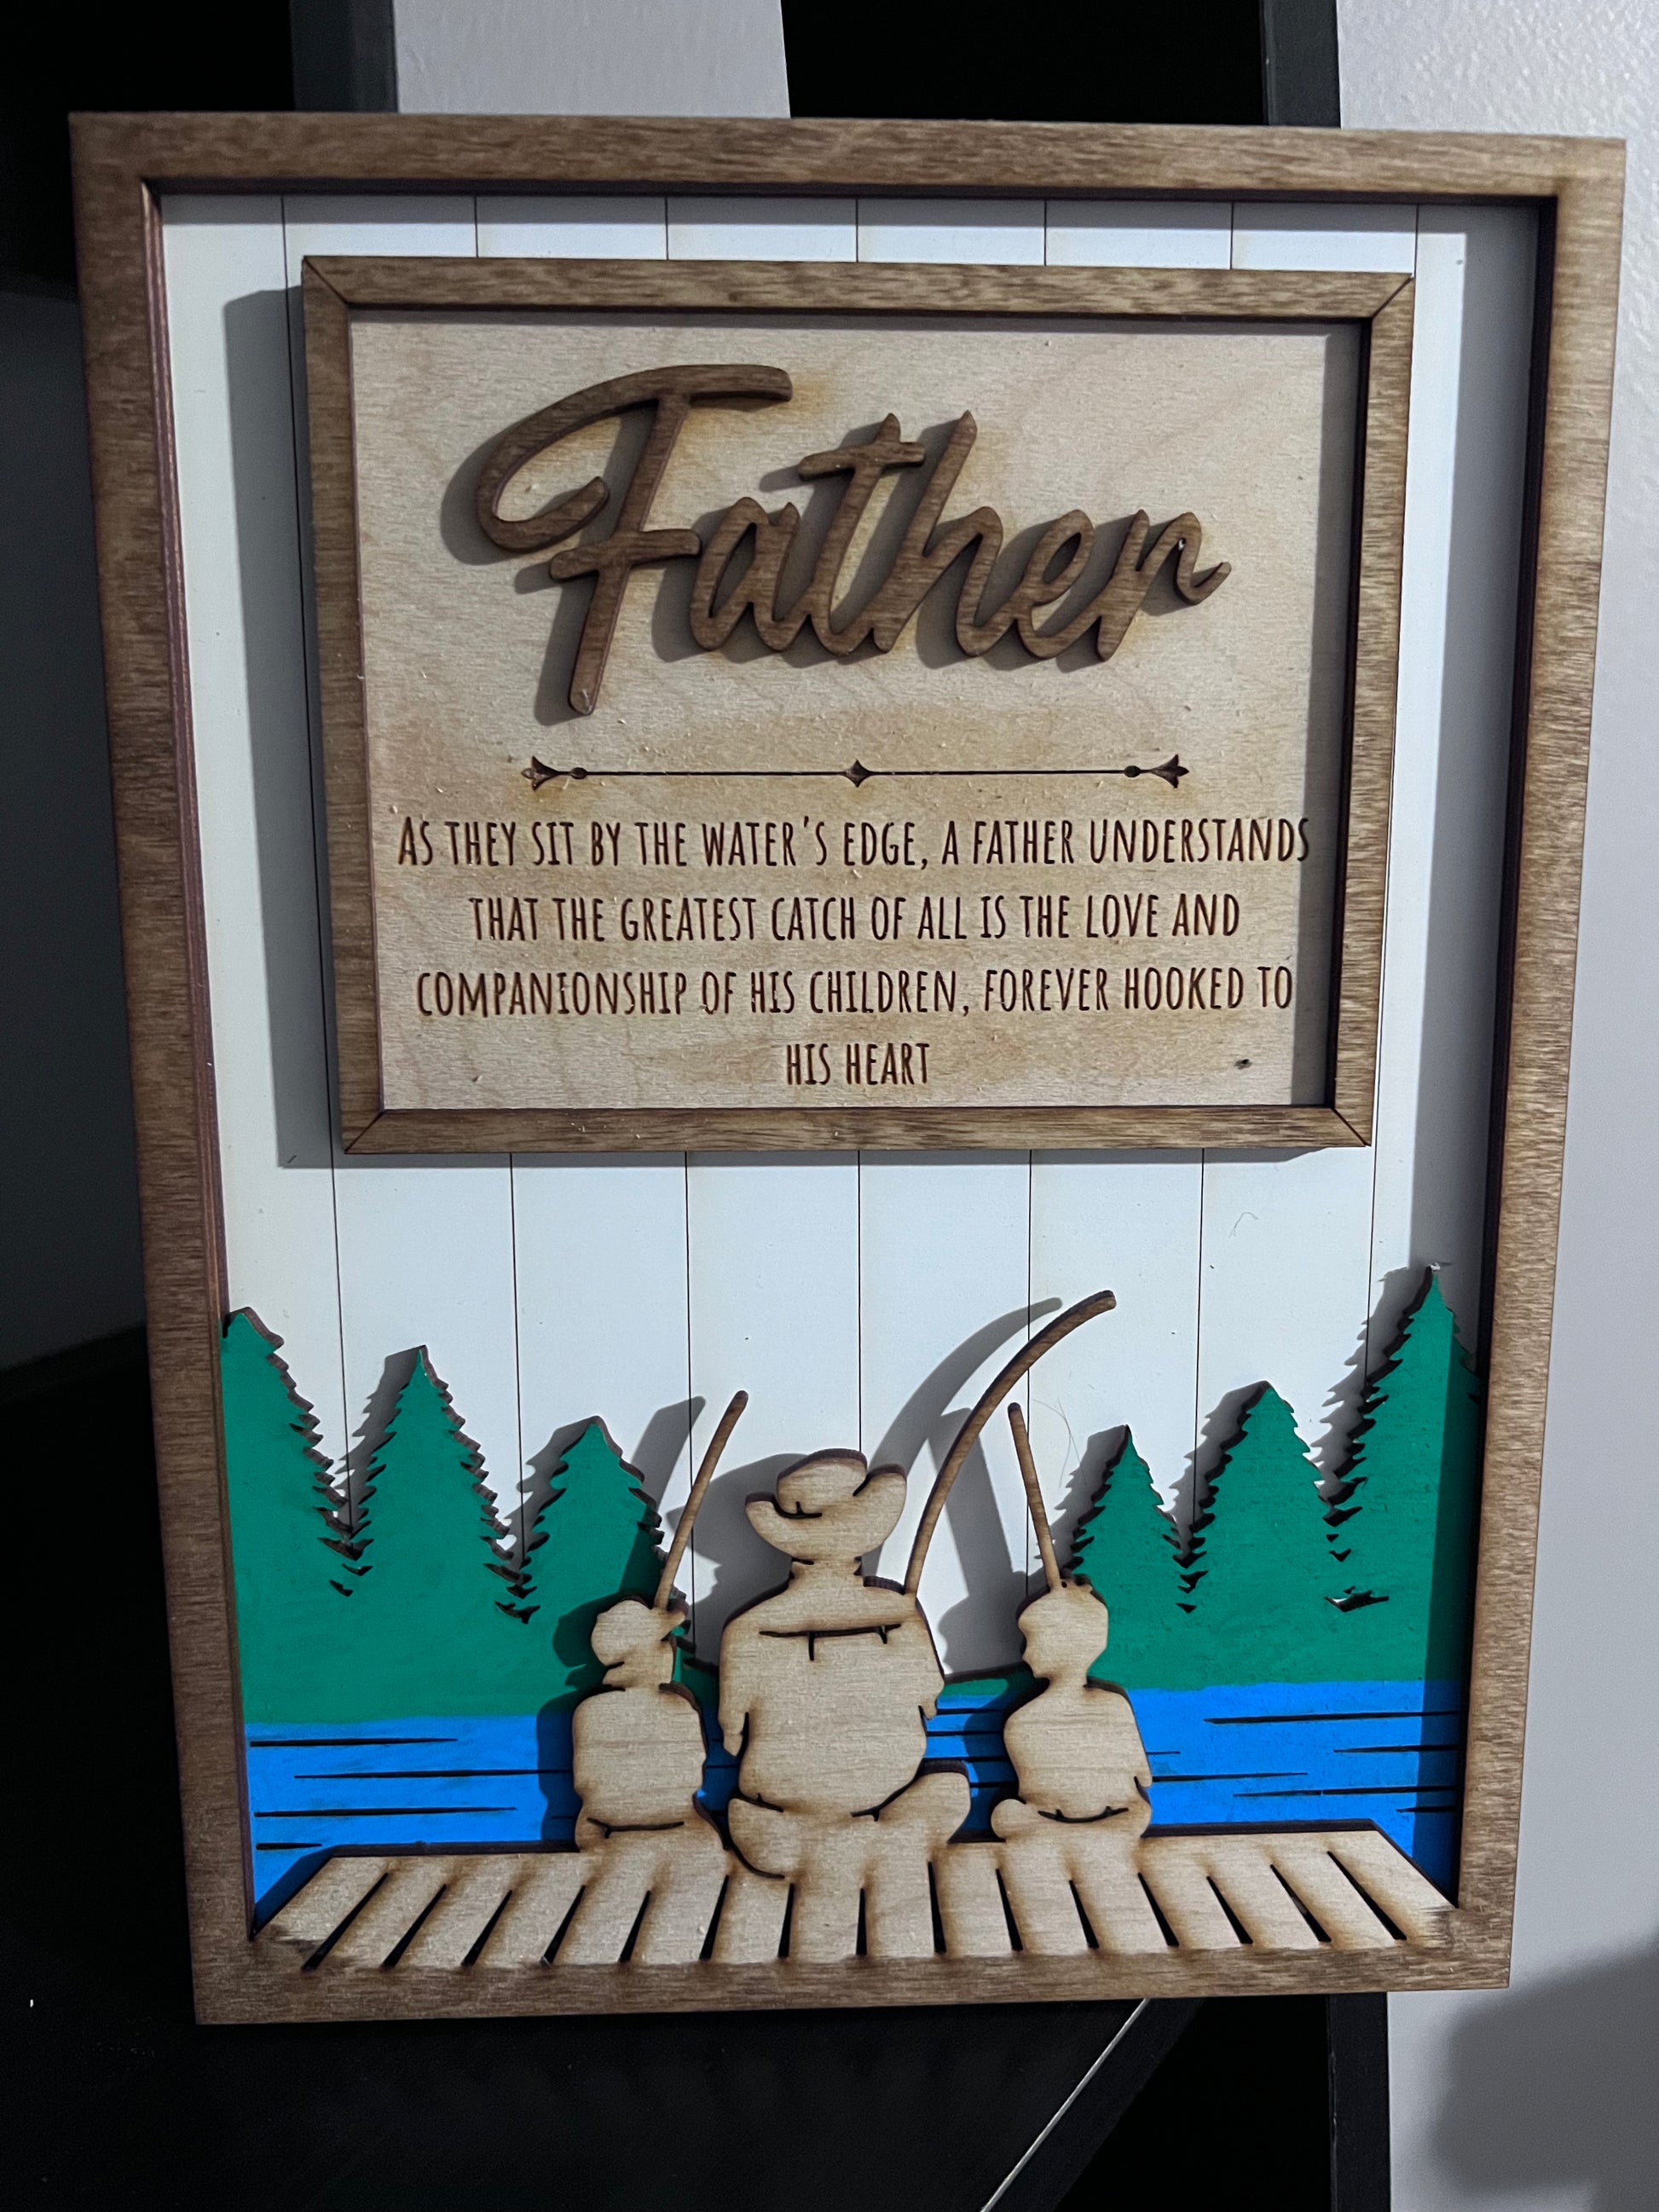 Father
AS THEY SIT BY THE WATER'S EDGE, A FATHER UNDERSTANDS
THAT THE GREATEST CATCH OF ALL IS THE LOVE AND
COMPANIONSHIP OF HIS CHILDREN, FOREVER HOOKED TO
HIS HEART